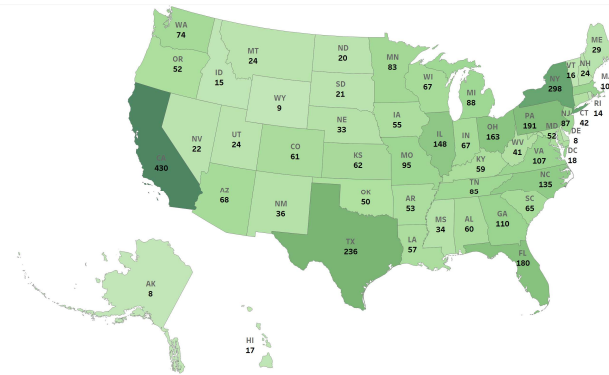 WA
74
OR
52
CA
430
ID
15
NV
22
MT
24
WY
9
UT
24
AZ
68
CO
61
NM
36
ND
20
SD
21
NE
33
KS
62
OK
50
TX
236
MN
83
IA
55
MO
95
AR
53
LA
57
WI
67
IL
148
MI
88
IN
67
OH
163
KY
59
TN
85
MS
34
AL
60
GA
110
FL
180
SC
65
NC
135
VA
107
WV
41
PA
191
NY
298
VT
16
NH
24
ME
29
RI
14
CT
42
NJ
87
DE
8
MD
52
DC
18
AK
8
HI
17